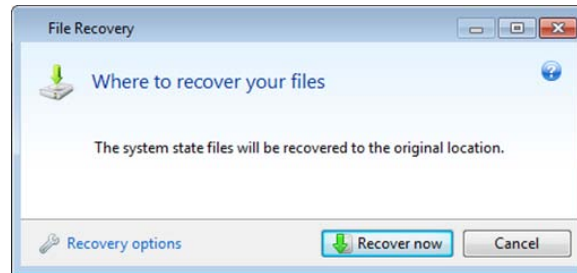 File Recovery
Where to recover your files
The system state files will be recovered to the original location.
Recovery options
Recover now
Cancel